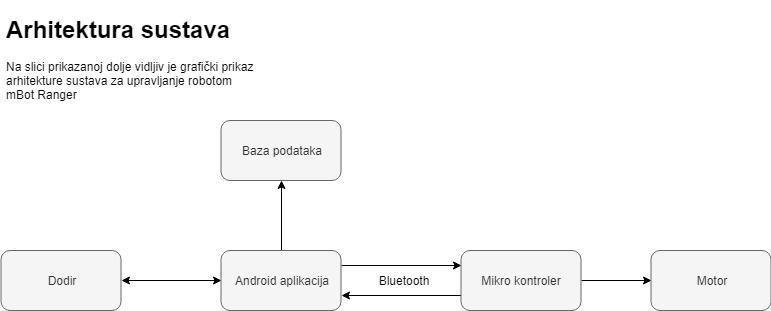 Arhitektura sustava
Na slici prikazanoj dolje vidljiv je grafički prikaz
arhitekture sustava za upravljanje robotom
mBot Ranger
Baza podataka
Dodir
Android aplikacija
Bluetooth
Mikro kontroler
Motor